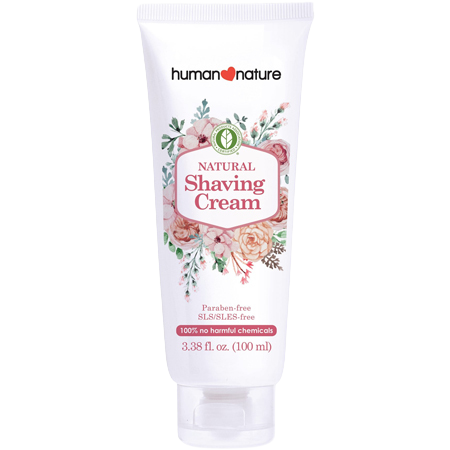 human nature
NATURAL
Shaving
Cream
Paraben-free
SLS/SLES-free
100% no harmful chemicals
3.38 fl. oz. (100 ml)